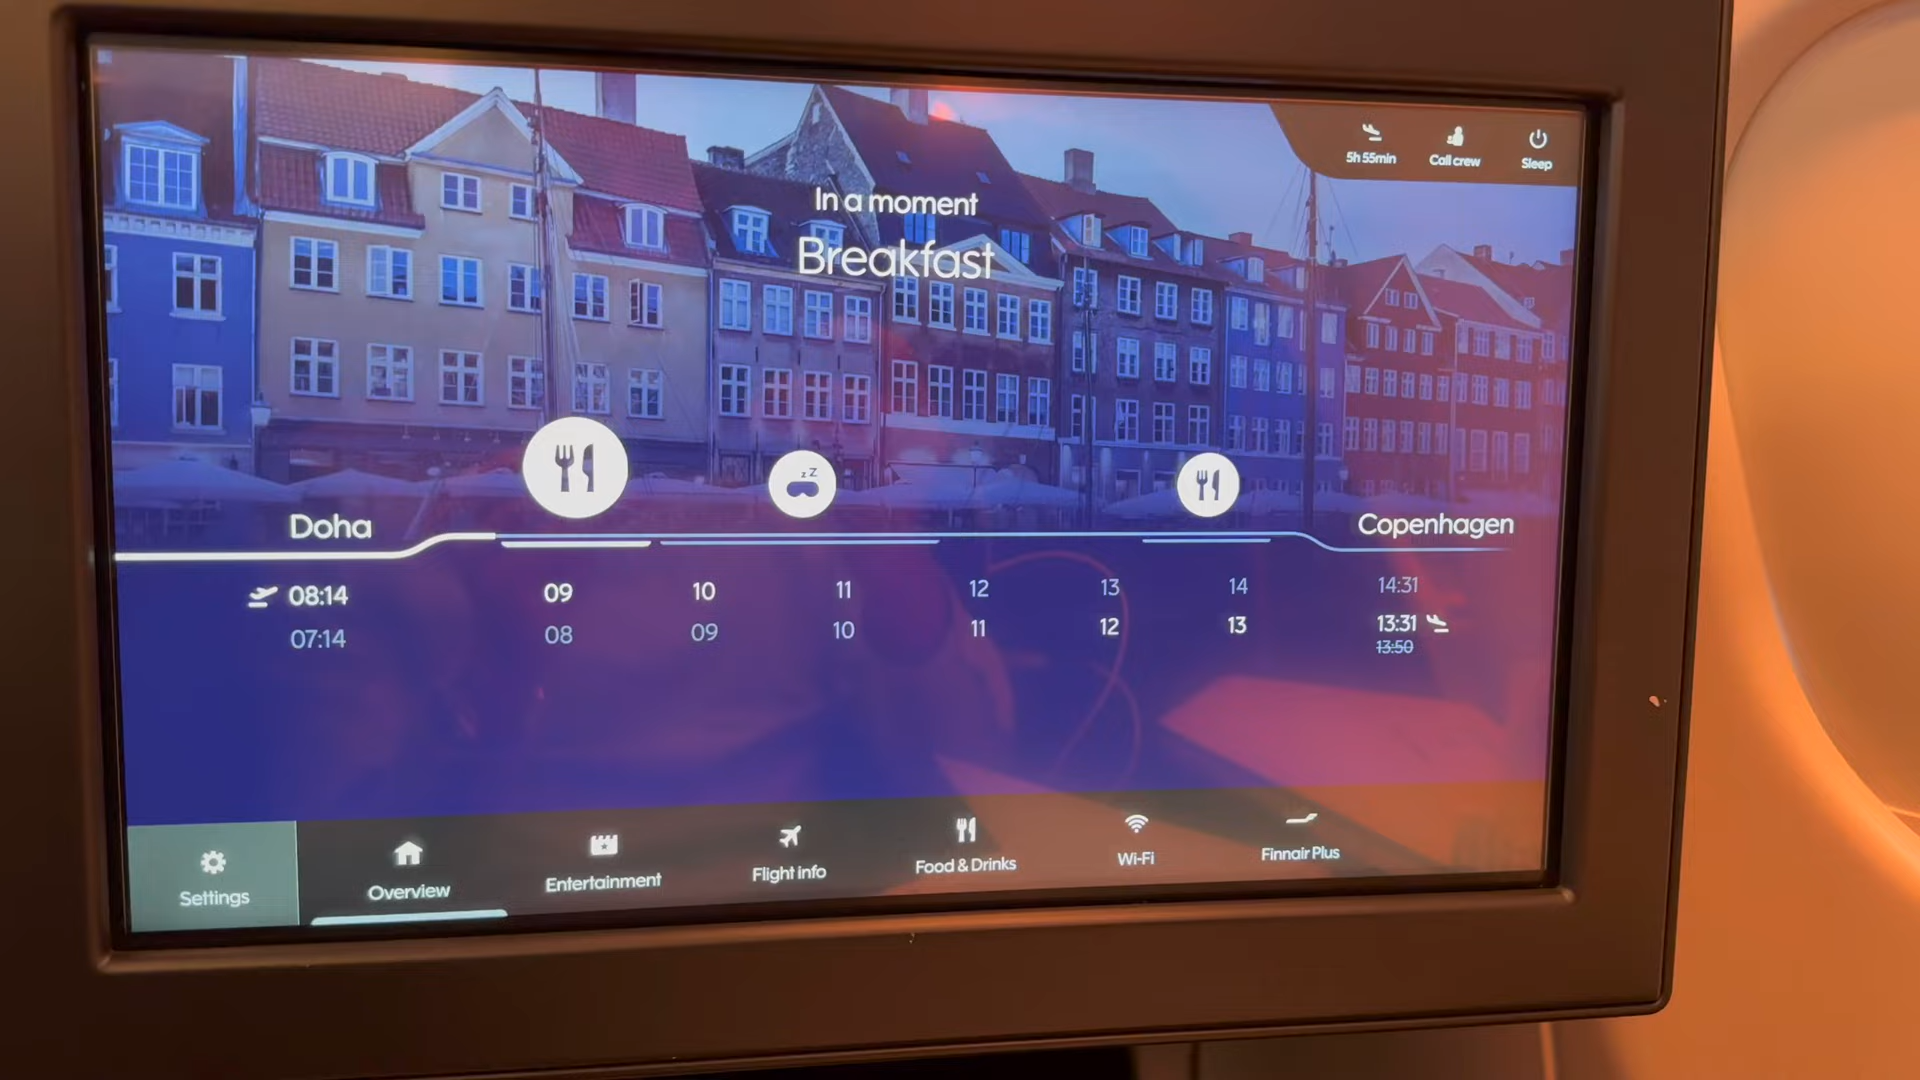 5h 55min
Call crew
Sleep
In a moment
Breakfast
z Z
Doha
Copenhagen
08:14 09 10 11 12 13 14 14:31
07:14 08 09 10 11 12 13 13:31
13:50
Settings
Overview
Entertainment
Flight info
Food & Drinks
Wi-Fi
Finnair Plus